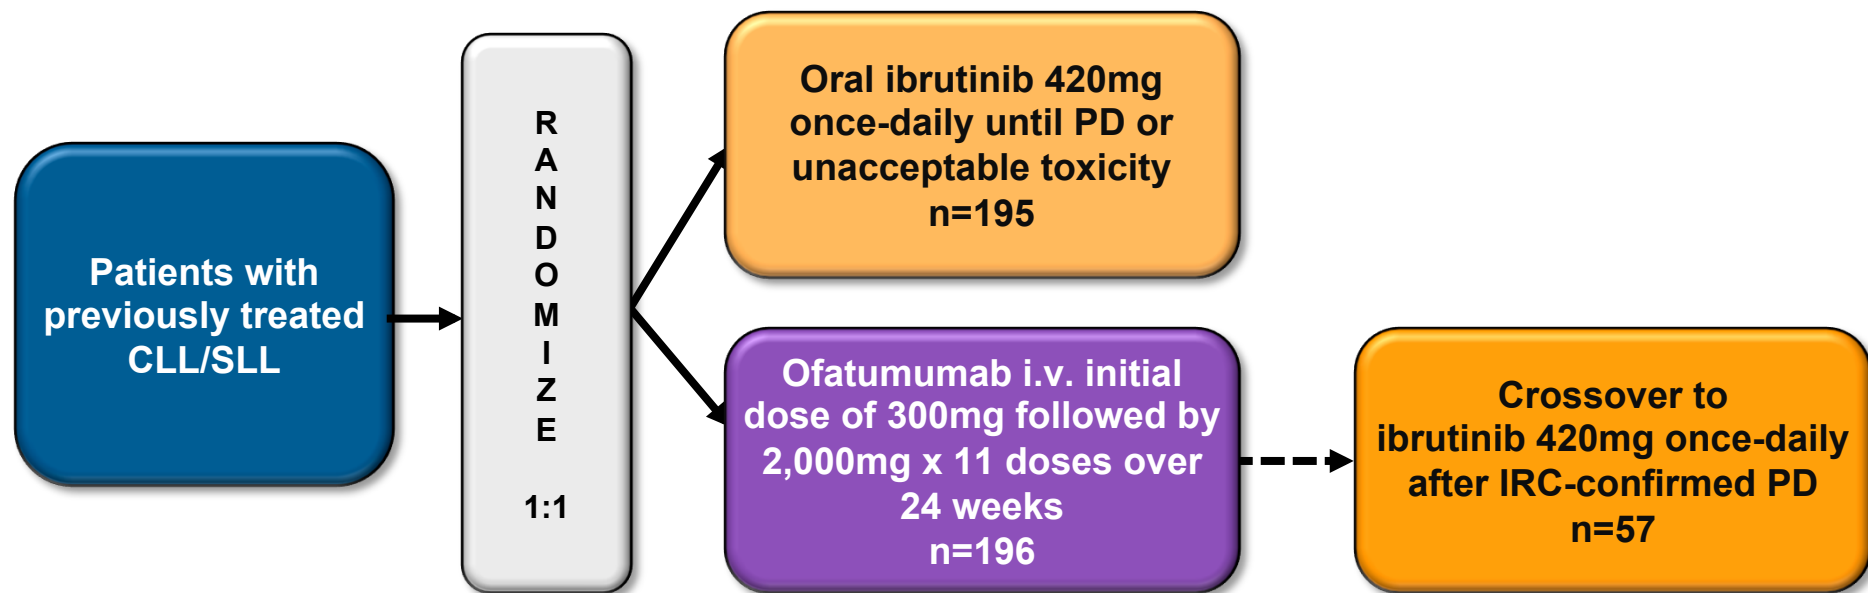 Patients with
previously treated
CLL/SLL
R
A
N
D
O
M
I
Z
E
1:1
Oral ibrutinib 420mg
once-daily until PD or
unacceptable toxicity
n=195
Ofatumumab i.v. initial
dose of 300mg followed by
2,000mg x 11 doses over
24 weeks
n=196
Crossover to
ibrutinib 420mg once-daily
after IRC-confirmed PD
n=57